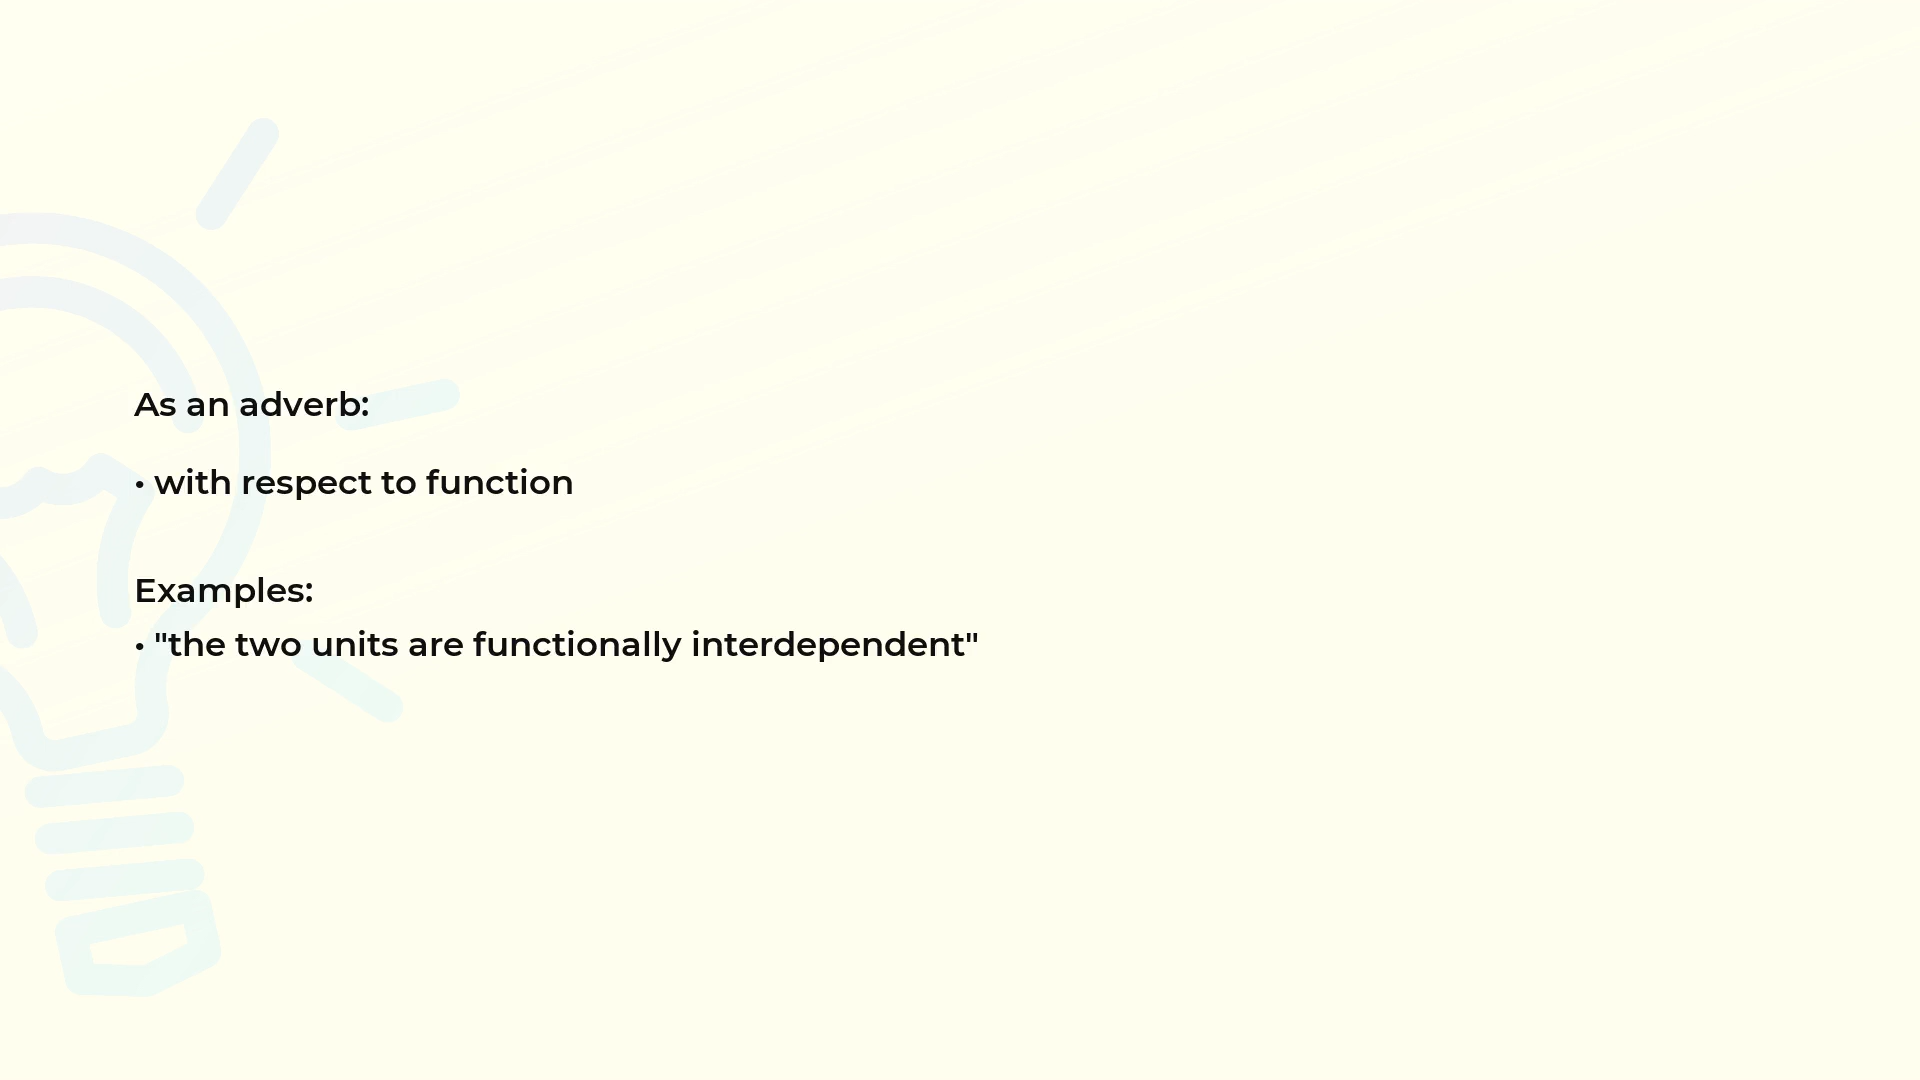 As an adverb:
• with respect to function
Examples:
• "the two units are functionally interdependent"